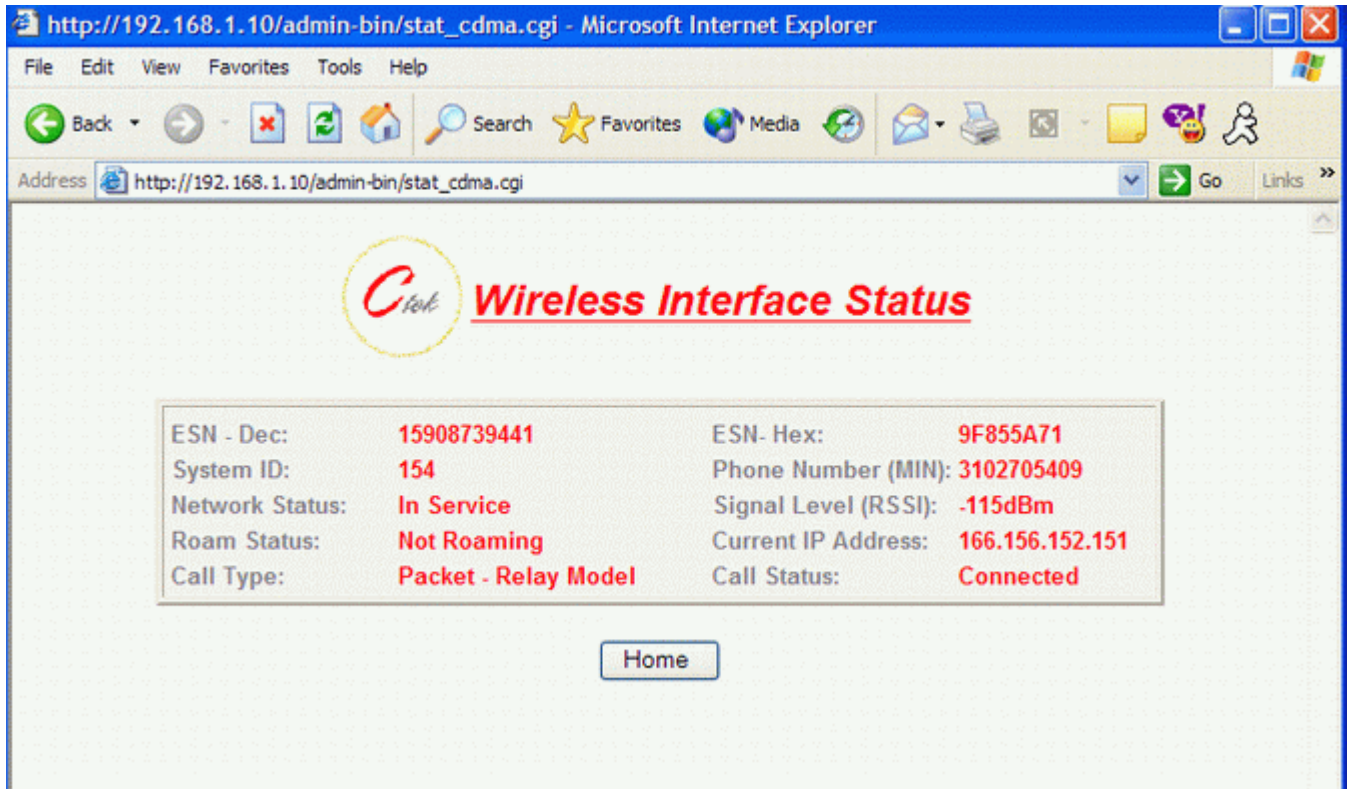 http://192.168.1.10/admin-bin/stat_cdma.cgi - Microsoft Internet Explorer
File Edit View Favorites Tools Help
Back Search Favorites Media
Address http://192.168.1.10/admin-bin/stat_cdma.cgi Go Links »
Ctek Wireless Interface Status
ESN - Dec: 15908739441 ESN- Hex: 9F855A71
System ID: 154 Phone Number (MIN): 3102705409
Network Status: In Service Signal Level (RSSI): -115dBm
Roam Status: Not Roaming Current IP Address: 166.156.152.151
Call Type: Packet - Relay Model Call Status: Connected
Home